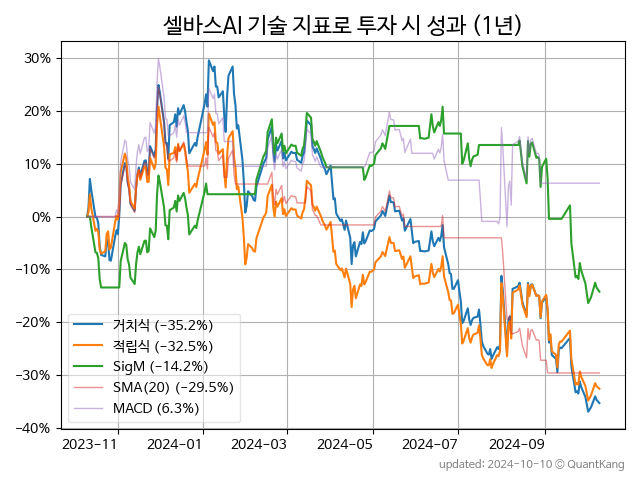 셀바스AI 기술 지표로 투자 시 성과 (1년)
30%
20%
10%
0%
−10%
−20%
−30%
−40%
거치식 (−35.2%)
적립식 (−32.5%)
SigM (−14.2%)
SMA(20) (−29.5%)
MACD (6.3%)
2023−11
2024−01
2024−03
2024−05
2024−07
2024−09
updated: 2024−10−10 © QuantKang